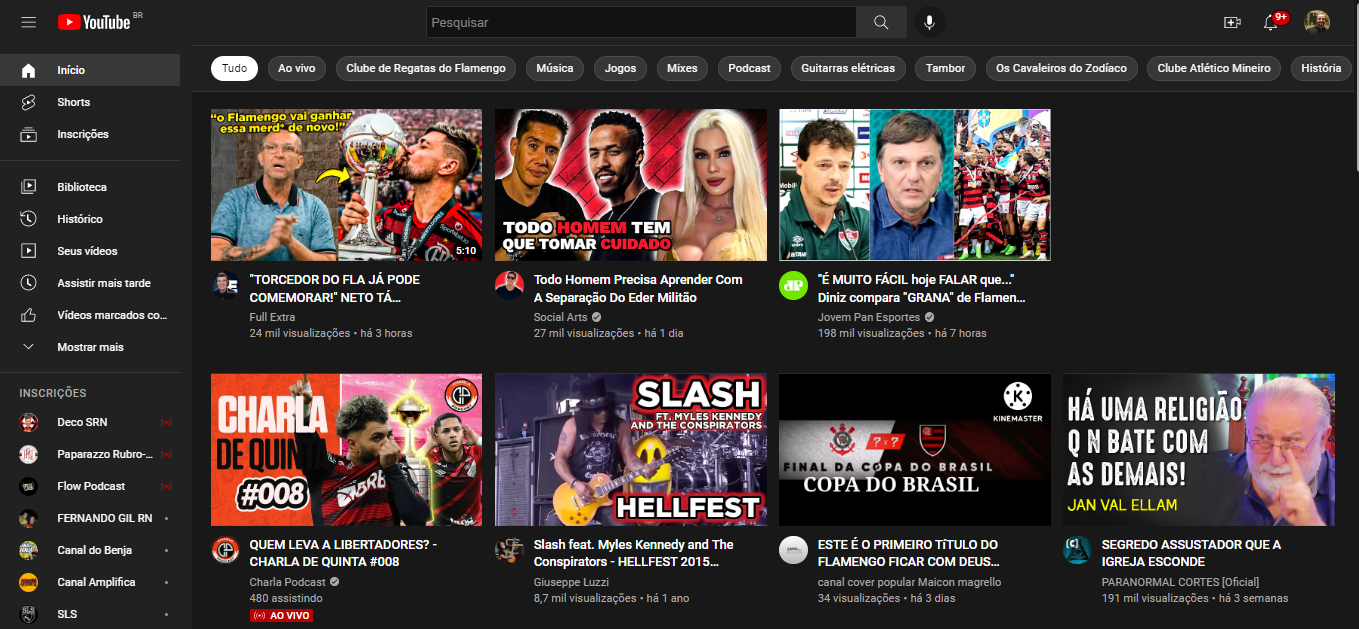 YouTube BR
Pesquisar
9+
Início
Shorts
Inscrições
Biblioteca
Histórico
Seus vídeos
Assistir mais tarde
Vídeos marcados co...
Mostrar mais
INSCRIÇÕES
Deco SRN
Paparazzo Rubro-...
Flow Podcast
FERNANDO GIL RN
Canal do Benja
Canal Amplifica
SLS
Tudo
Ao vivo
Clube de Regatas do Flamengo
Música
Jogos
Mixes
Podcast
Guitarras elétricas
Tambor
Os Cavaleiros do Zodíaco
Clube Atlético Mineiro
História
"o Flamengo vai ganhar
essa merd* de novo!"
5:10
"TORCEDOR DO FLA JÁ PODE
COMEMORAR!" NETO TÁ...
Full Extra
24 mil visualizações • há 3 horas
TODO HOMEM TEM
QUE TOMAR CUIDADO
Todo Homem Precisa Aprender Com
A Separação Do Eder Militão
Social Arts
27 mil visualizações • há 1 dia
JP
"É MUITO FÁCIL hoje FALAR que..."
Diniz compara "GRANA" de Flamen...
Jovem Pan Esportes
198 mil visualizações • há 7 horas
CHARLA
DE QUINTA
#008
QUEM LEVA A LIBERTADORES? -
CHARLA DE QUINTA #008
Charla Podcast
480 assistindo
AO VIVO
SLASH
FT. MYLES KENNEDY
AND THE CONSPIRATORS
HELLFEST
Slash feat. Myles Kennedy and The
Conspirators - HELLFEST 2015...
Giuseppe Luzzi
8,7 mil visualizações • há 1 ano
K
KINEMASTER
? x ?
FINAL DA COPA DO BRASIL
COPA DO BRASIL
ESTE É O PRIMEIRO TíTULO DO
FLAMENGO FICAR COM DEUS...
canal cover popular Maicon magrello
34 visualizações • há 3 dias
HÁ UMA RELIGIÃO
Q N BATE COM
AS DEMAIS!
JAN VAL ELLAM
SEGREDO ASSUSTADOR QUE A
IGREJA ESCONDE
PARANORMAL CORTES [Oficial]
191 mil visualizações • há 3 semanas